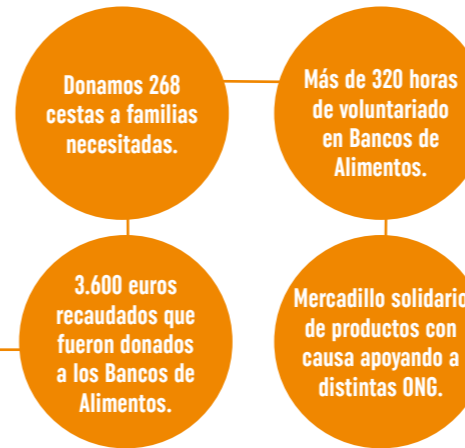 Donamos 268
cestas a familias
necesitadas.
Más de 320 horas
de voluntariado
en Bancos de
Alimentos.
3.600 euros
recaudados que
fueron donados
a los Bancos de
Alimentos.
Mercadillo solidario
de productos con
causa apoyando a
distintas ONG.